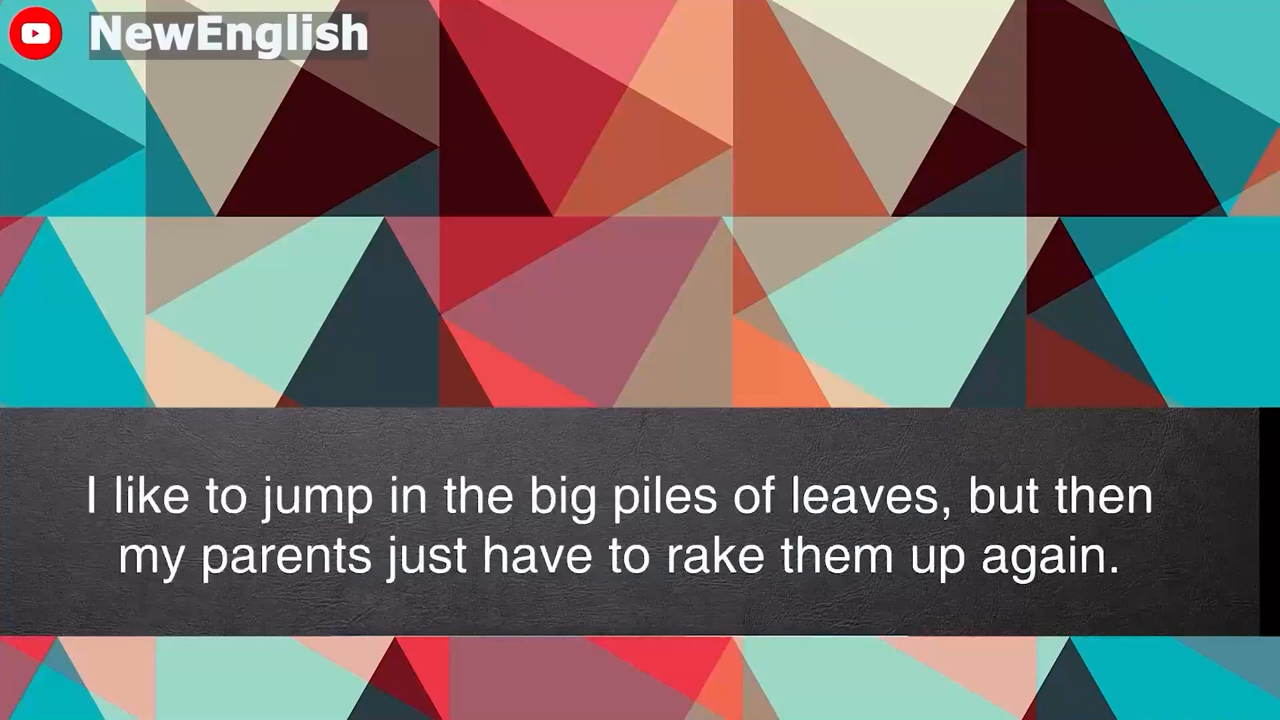 NewEnglish
I like to jump in the big piles of leaves, but then
my parents just have to rake them up again.